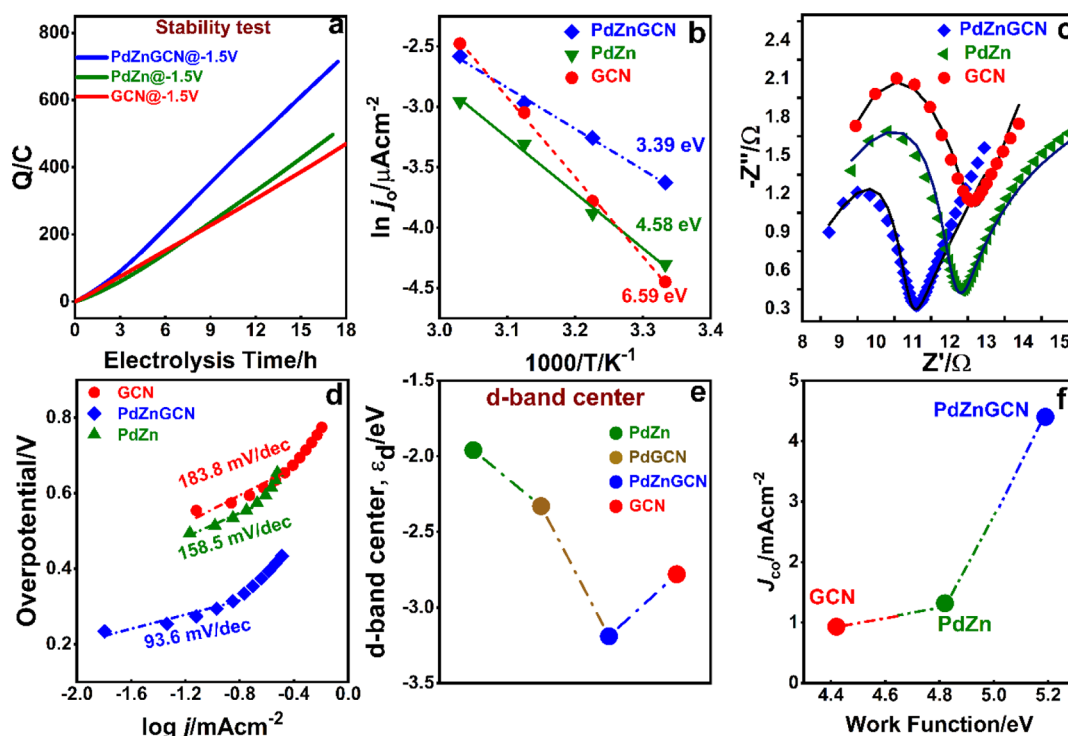 Stability test
a
PdZnGCN@-1.5V
PdZn@-1.5V
GCN@-1.5V
800
600
400
200
0
Q/C
0 3 6 9 12 15 18
Electrolysis Time/h
b
PdZnGCN
PdZn
GCN
3.39 eV
4.58 eV
6.59 eV
-2.5
-3.0
-3.5
-4.0
-4.5
ln jo/μAcm-2
3.0 3.1 3.2 3.3 3.4
1000/T/K-1
c
PdZnGCN
PdZn
GCN
2.1
1.8
1.5
1.2
0.9
0.6
0.3
-Z"/Ω
8 9 10 11 12 13 14 15
Z'/Ω
d
GCN
PdZnGCN
PdZn
183.8 mV/dec
158.5 mV/dec
93.6 mV/dec
0.8
0.6
0.4
0.2
Overpotential/V
-2.0 -1.6 -1.2 -0.8 -0.4 0.0
log j/mAcm-2
e
d-band center
PdZn
PdGCN
PdZnGCN
GCN
-1.5
-2.0
-2.5
-3.0
-3.5
d-band center, εd/eV
f
PdZnGCN
GCN
PdZn
5
4
3
2
1
0
Jco/mAcm-2
4.4 4.6 4.8 5.0 5.2
Work Function/eV